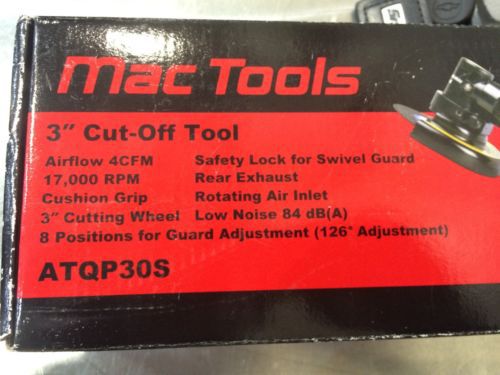 Mac Tools
3" Cut-Off Tool
Airflow 4CFM Safety Lock for Swivel Guard
17,000 RPM Rear Exhaust
Cushion Grip Rotating Air Inlet
3" Cutting Wheel Low Noise 84 dB(A)
8 Positions for Guard Adjustment (126° Adjustment)
ATQP30S